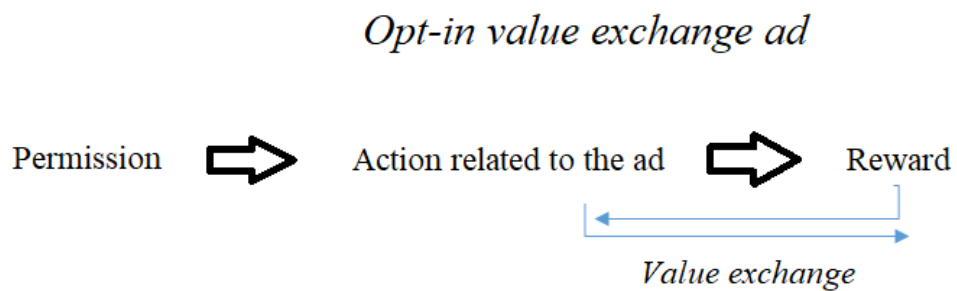 Opt-in value exchange ad
Permission Action related to the ad Reward
Value exchange